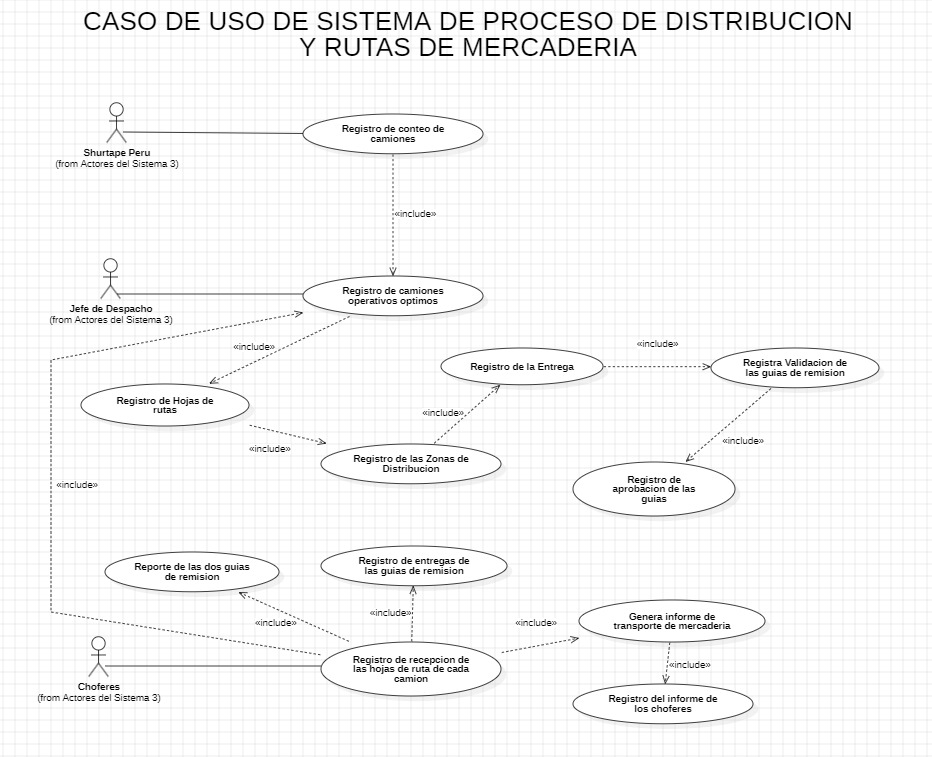 CASO DE USO DE SISTEMA DE PROCESO DE DISTRIBUCION
Y RUTAS DE MERCADERIA
Registro de conteo de
camiones
Shurtape Peru
(from Actores del Sistema 3)
«include»
Registro de camiones
operativos optimos
Jefe de Despacho
(from Actores del Sistema 3)
«include»
«include»
Registro de la Entrega
Registra Validacion de
las guias de remision
Registro de Hojas de
rutas
«include»
«include»
«include»
Registro de las Zonas de
Distribucion
«include»
Registro de
aprobacion de las
guias
Reporte de las dos guias
de remision
Registro de entregas de
las guias de remision
«include»
«include»
«include»
Genera informe de
transporte de mercaderia
Registro de recepcion de
las hojas de ruta de cada
camion
«include»
Choferes
(from Actores del Sistema 3)
Registro del informe de
los choferes